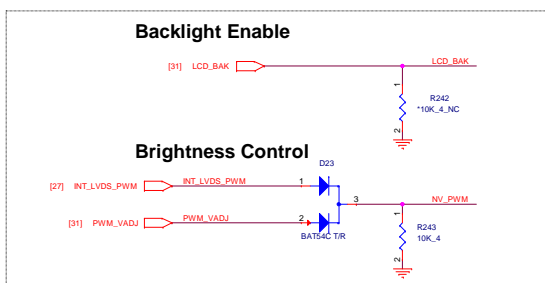 Backlight Enable
[31] LCD_BAK LCD_BAK
1
R242
*10K_4_NC
2
Brightness Control
D23
[27] INT_LVDS_PWM INT_LVDS_PWM 1
3 NV_PWM
[31] PWM_VADJ PWM_VADJ 2
1
R243
10K_4
BAT54C T/R
2